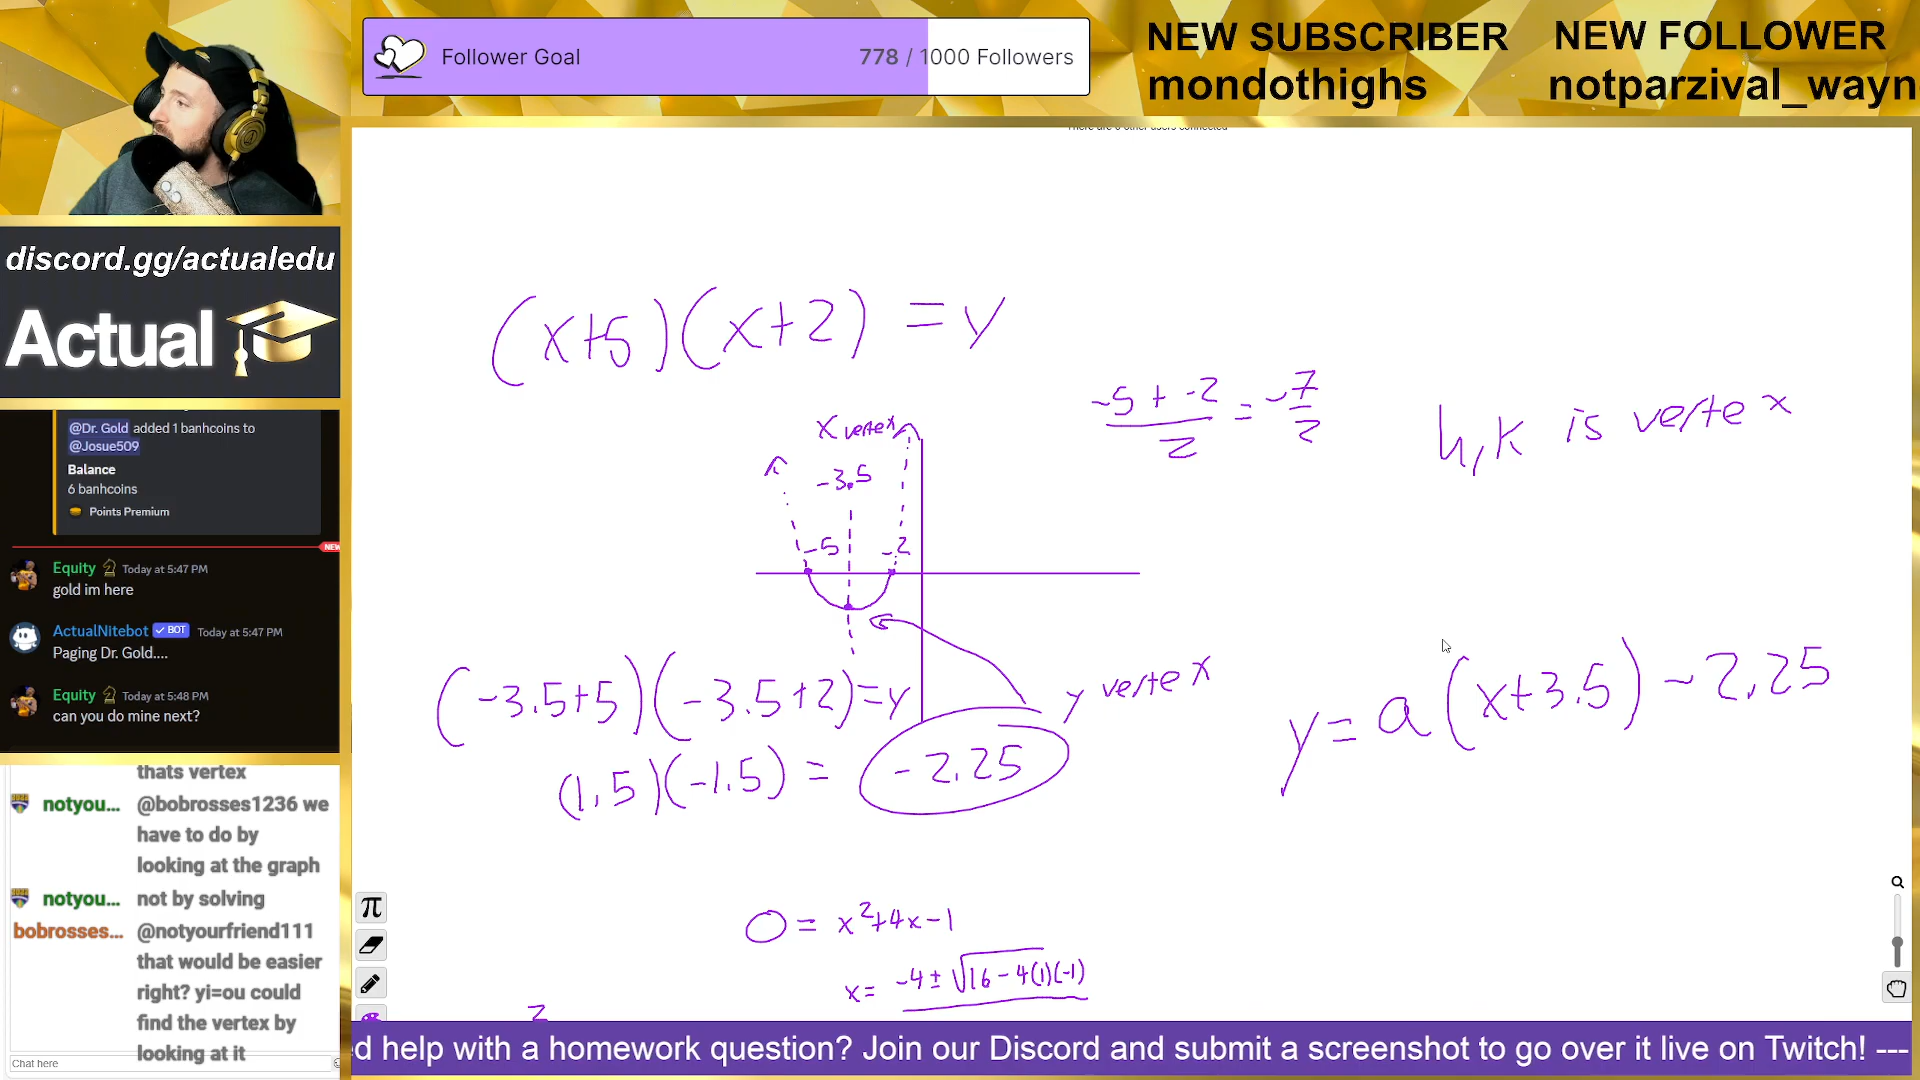 Follower Goal
778 / 1000 Followers
NEW SUBSCRIBER
mondothighs
NEW FOLLOWER
notparzival_wayn
There are 6 other users connected
discord.gg/actualedu
Actual
@Dr. Gold added 1 banhcoins to
@Josue509
Balance
6 banhcoins
Points Premium
NEW
Equity Today at 5:47 PM
gold im here
ActualNitebot ✓ BOT Today at 5:47 PM
Paging Dr. Gold....
Equity Today at 5:48 PM
can you do mine next?
thats vertex
notyou... @bobrosses1236 we
have to do by
looking at the graph
notyou... not by solving
bobrosses... @notyourfriend111
that would be easier
right? yi=ou could
find the vertex by
looking at it
Chat here
(x+5)(x+2) = y
-5 + -2 / 2 = -7/2
h,k is vertex
x vertex
-3.5
-5
-2
(-3.5+5)(-3.5+2)=y
y vertex
(1.5)(-1.5) = -2.25
y= a(x+3.5) -2.25
0 = x²+4x-1
x= -4 ± √16 - 4(1)(-1)
π
d help with a homework question? Join our Discord and submit a screenshot to go over it live on Twitch! ---